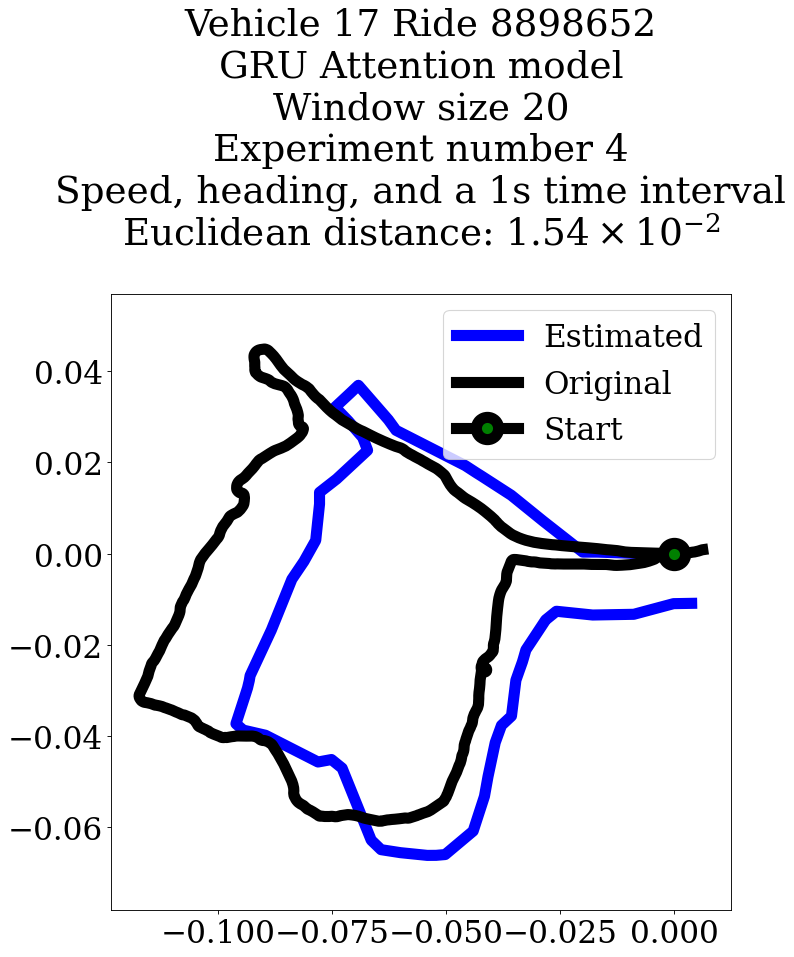 Vehicle 17 Ride 8898652
GRU Attention model
Window size 20
Experiment number 4
Speed, heading, and a 1s time interval
Euclidean distance: 1.54 × 10⁻²
Estimated
Original
Start
0.04
0.02
0.00
−0.02
−0.04
−0.06
−0.100 −0.075 −0.050 −0.025 0.000